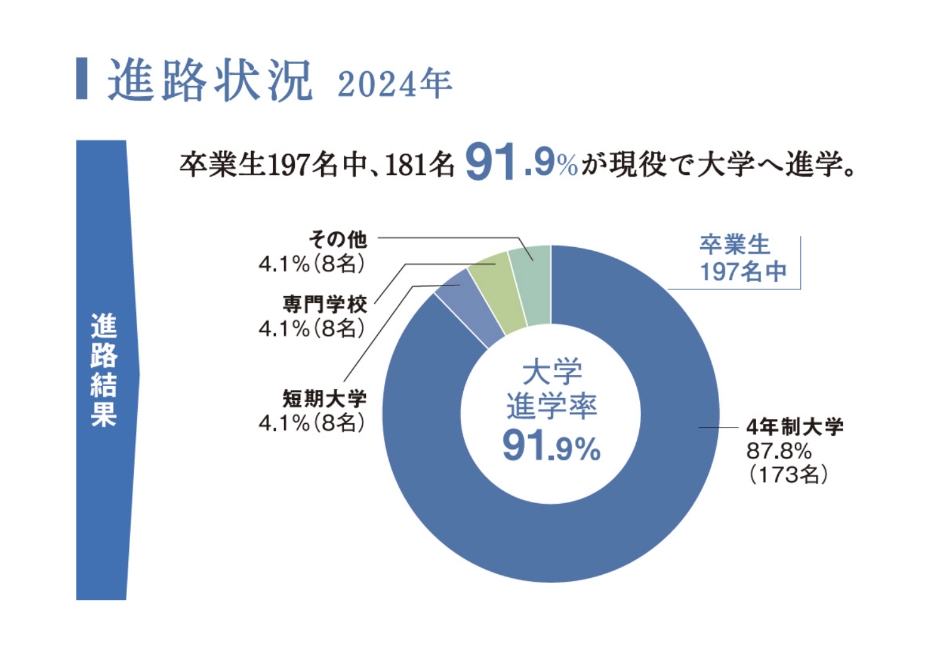 進路状況 2024年
卒業生197名中、181名 91.9%が現役で大学へ進学。
進路結果
その他
4.1%(8名)
専門学校
4.1%(8名)
短期大学
4.1%(8名)
卒業生
197名中
大学
進学率
91.9%
4年制大学
87.8%
(173名)